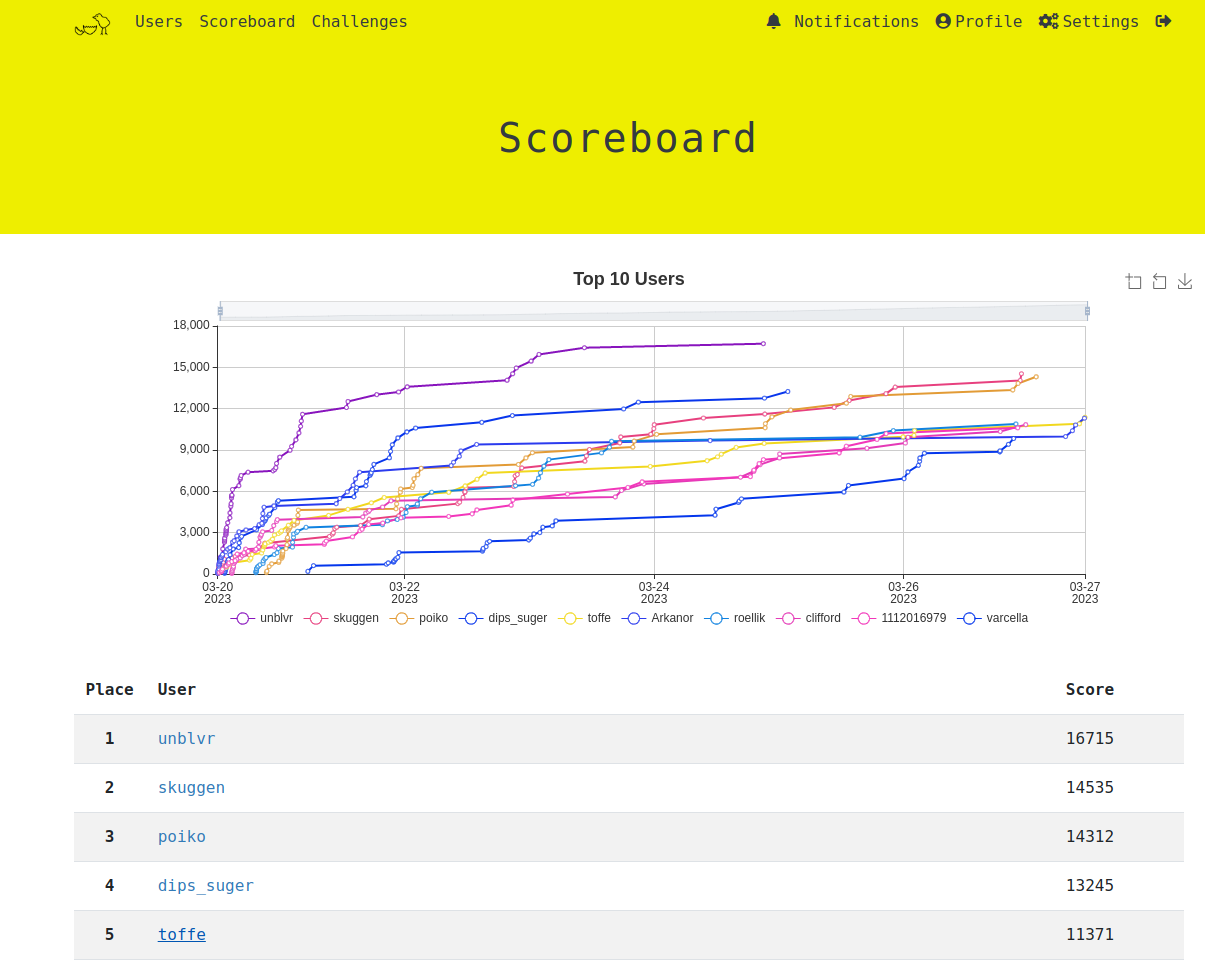 Users Scoreboard Challenges Notifications Profile Settings
Scoreboard
Top 10 Users
18,000
15,000
12,000
9,000
6,000
3,000
0
03-20 03-22 03-24 03-26 03-27
2023 2023 2023 2023 2023
unblvr skuggen poiko dips_suger toffe Arkanor roellik clifford 1112016979 varcella
Place User Score
1 unblvr 16715
2 skuggen 14535
3 poiko 14312
4 dips_suger 13245
5 toffe 11371